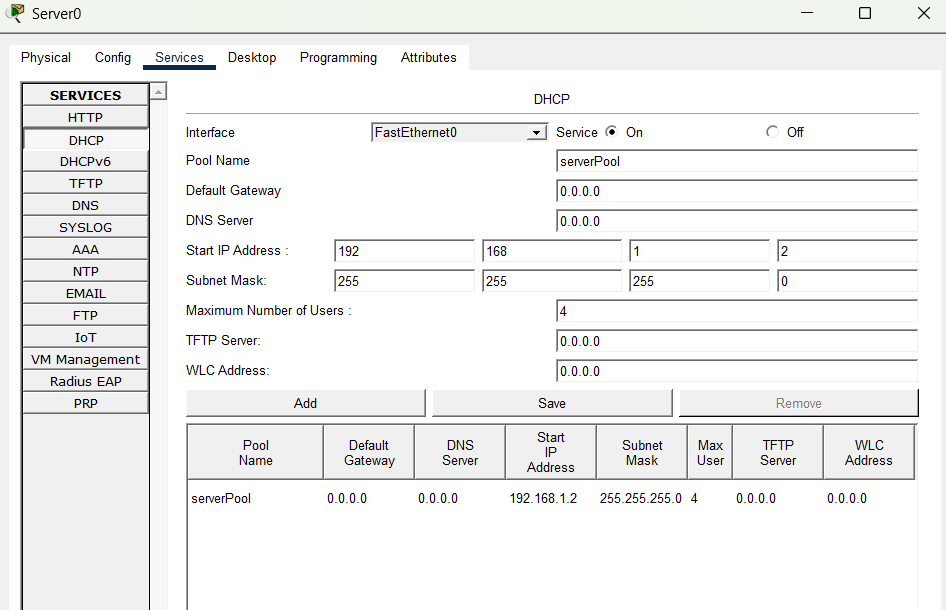 Server0
Physical Config Services Desktop Programming Attributes
SERVICES
HTTP
DHCP
DHCPv6
TFTP
DNS
SYSLOG
AAA
NTP
EMAIL
FTP
IoT
VM Management
Radius EAP
PRP
DHCP
Interface FastEthernet0 Service On Off
Pool Name serverPool
Default Gateway 0.0.0.0
DNS Server 0.0.0.0
Start IP Address : 192 168 1 2
Subnet Mask: 255 255 255 0
Maximum Number of Users : 4
TFTP Server: 0.0.0.0
WLC Address: 0.0.0.0
Add Save Remove
Pool Name Default Gateway DNS Server Start IP Address Subnet Mask Max User TFTP Server WLC Address
serverPool 0.0.0.0 0.0.0.0 192.168.1.2 255.255.255.0 4 0.0.0.0 0.0.0.0